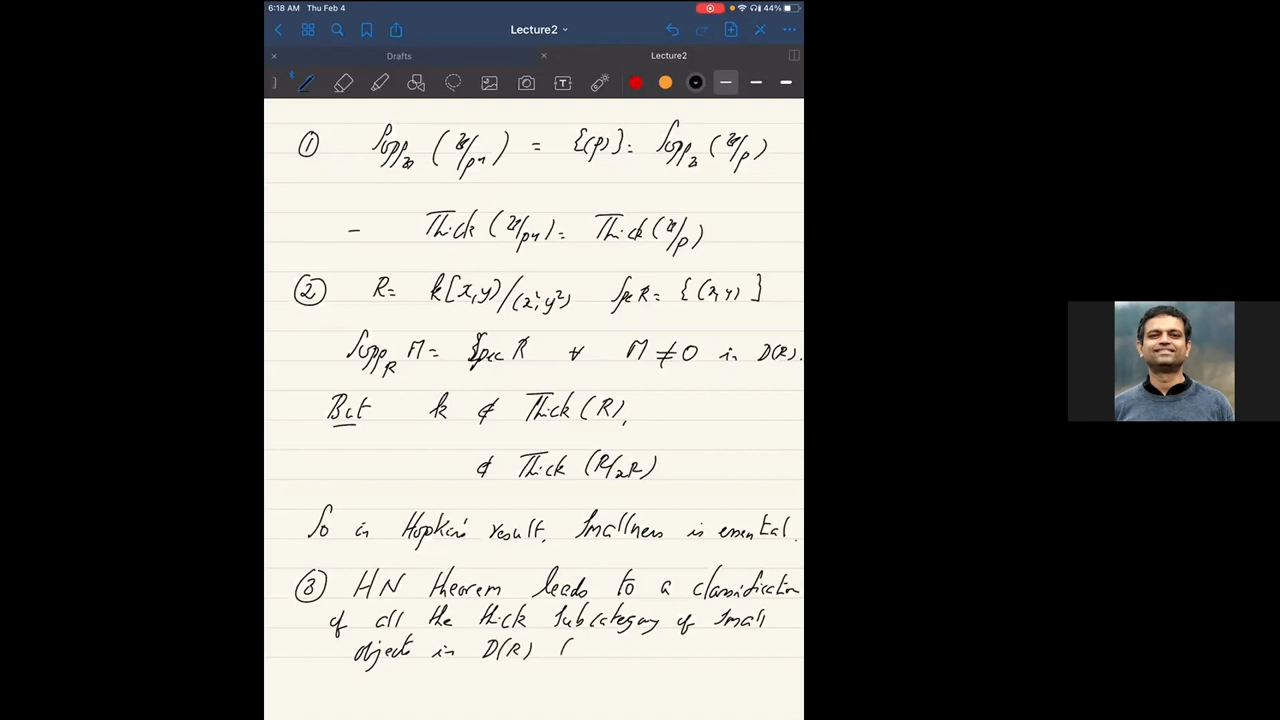 6:18 AM Thu Feb 4
44%
Lecture2
Drafts
Lecture2
① Supp_ℤ (ℤ/pⁿ) = {(p)} = Supp_ℤ (ℤ/p)
– Thick (ℤ/pⁿ) = Thick (ℤ/p)
② R = k[x,y]/(x², y²) Spec R = {(x,y)}
Supp_R M = Spec R ∀ M ≠ 0 in D(R).
But k ∉ Thick (R),
∉ Thick (R/xR)
So in Hopkins' result, smallness is essential.
③ HN theorem leads to a classification
of all the thick subcategory of small
objects in D(R) (